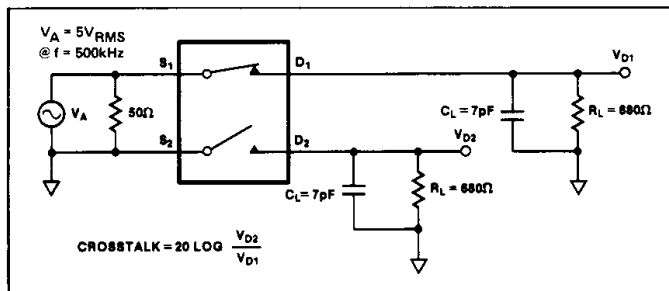 V_A = 5V_RMS
@ f = 500kHz
S₁
D₁
V_D1
V_A
50Ω
C_L = 7pF
R_L = 680Ω
S₂
D₂
V_D2
C_L = 7pF
R_L = 680Ω
CROSSTALK = 20 LOG V_D2 / V_D1